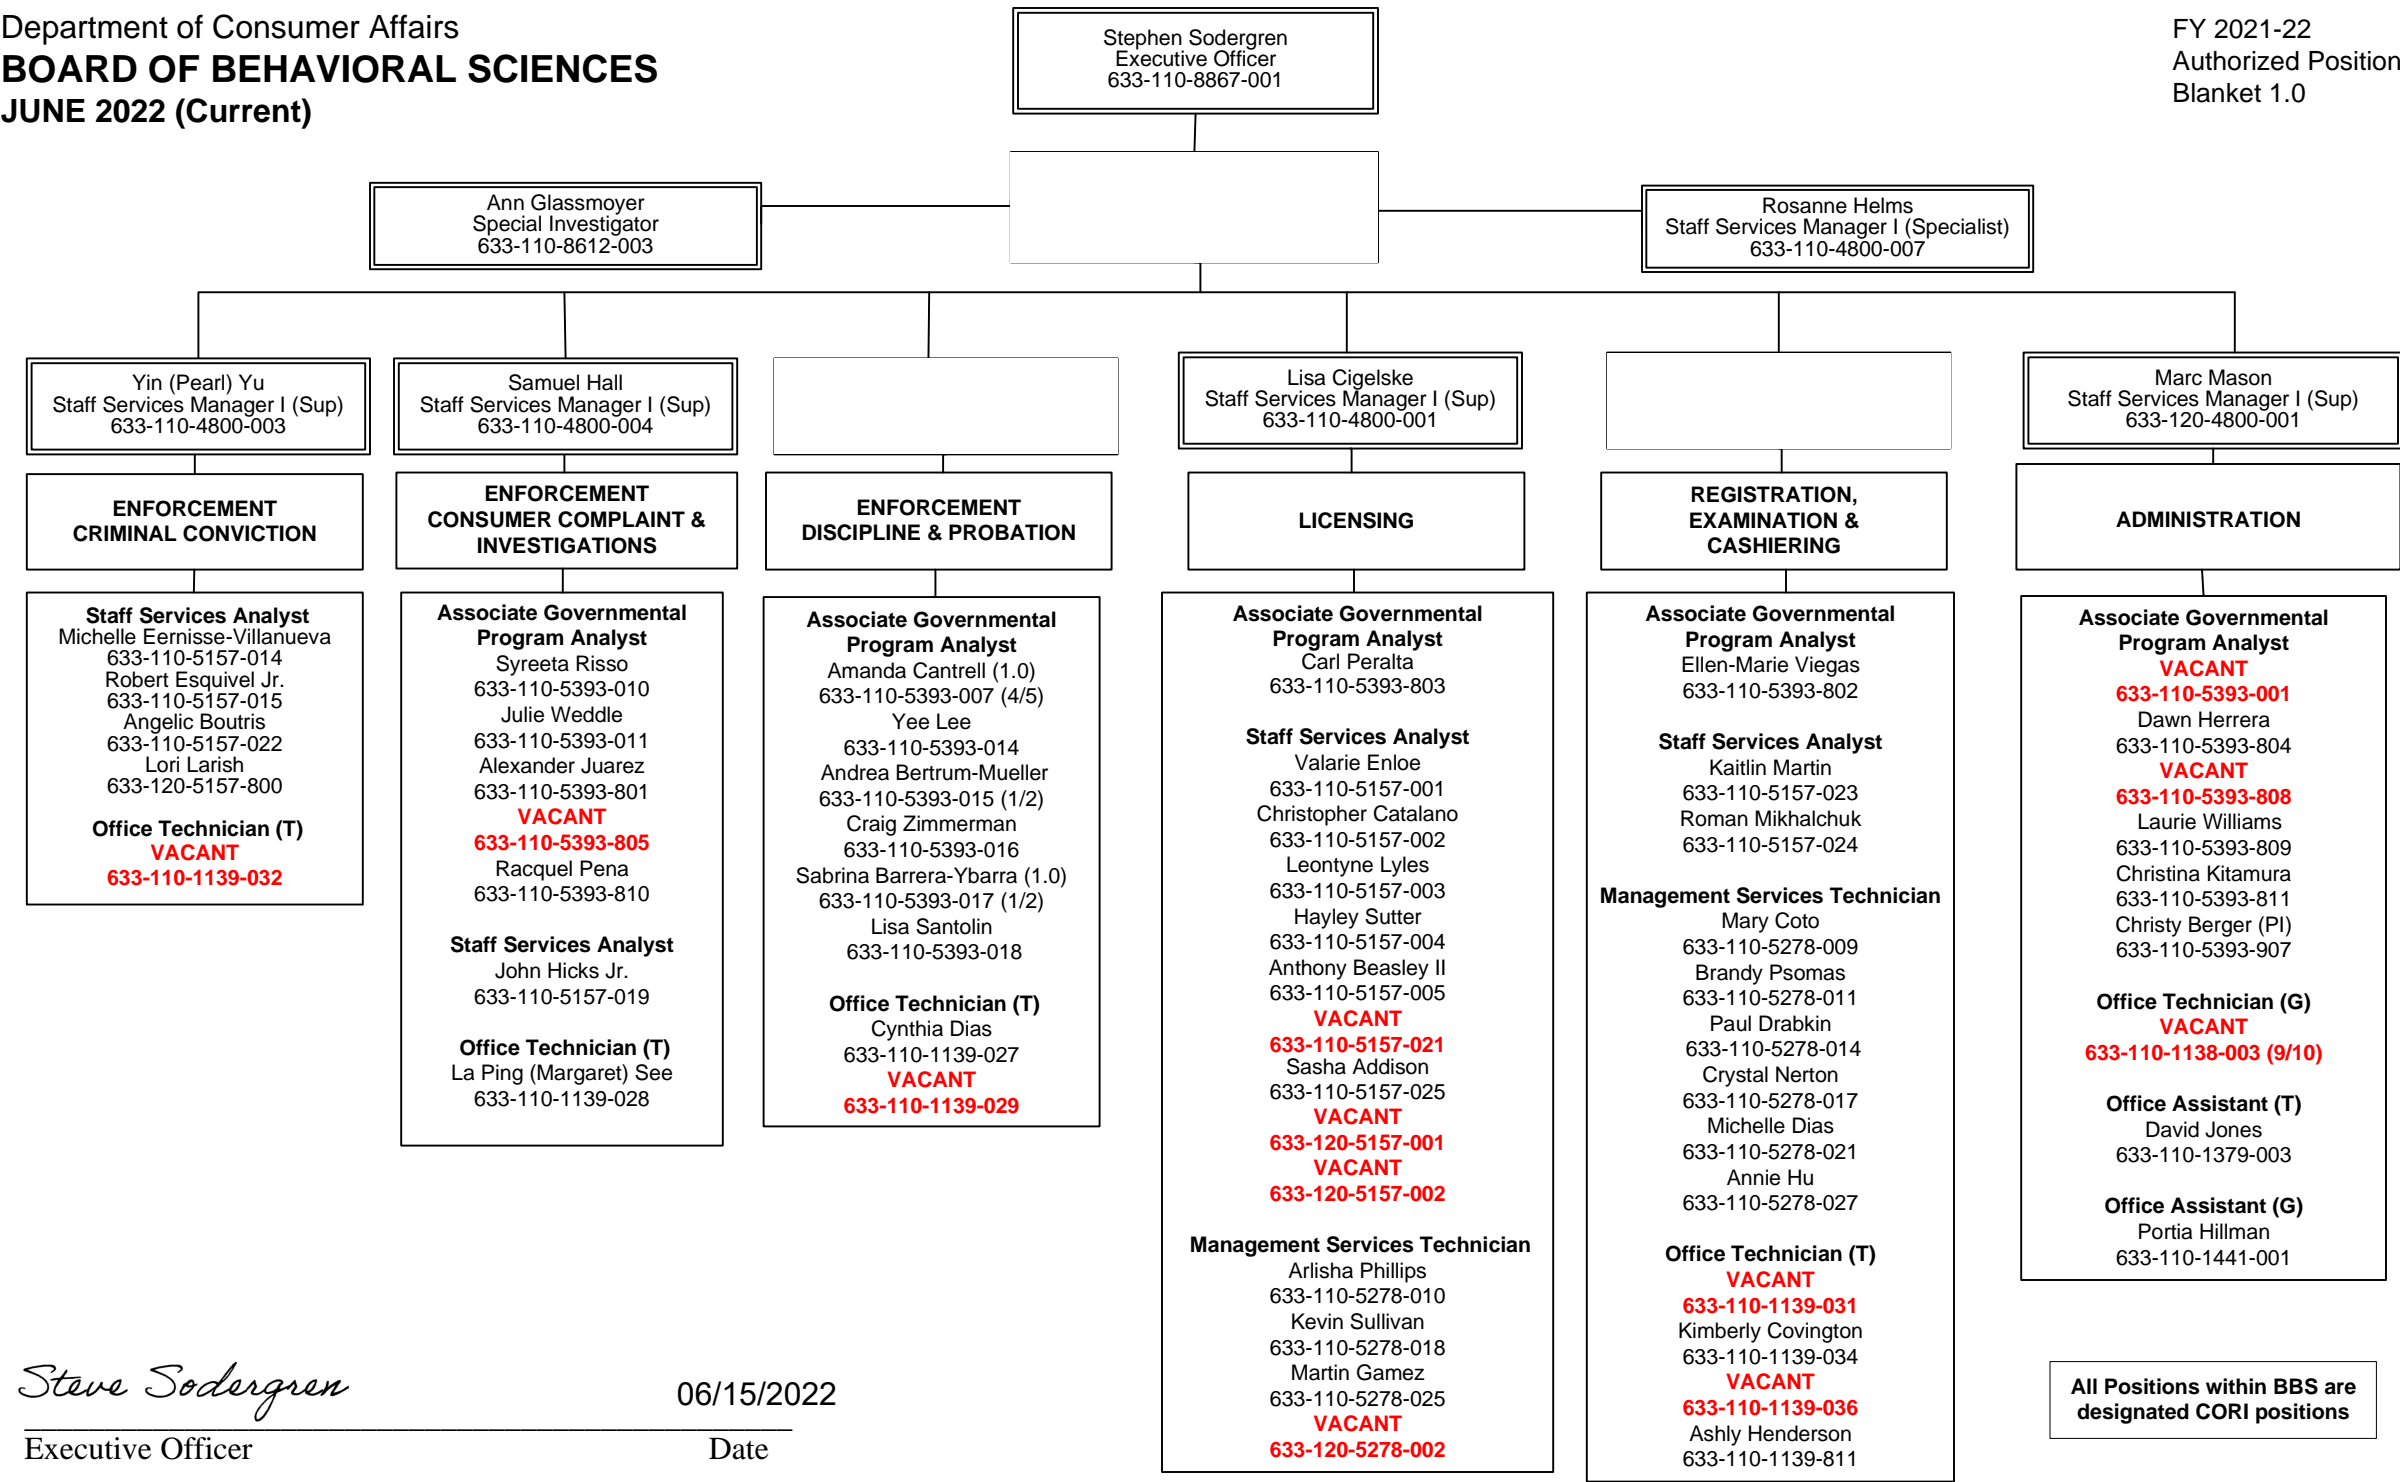 Department of Consumer Affairs
BOARD OF BEHAVIORAL SCIENCES
JUNE 2022 (Current)
Stephen Sodergren
Executive Officer
633-110-8867-001
FY 2021-22
Authorized Position
Blanket 1.0
Ann Glassmoyer
Special Investigator
633-110-8612-003
Rosanne Helms
Staff Services Manager I (Specialist)
633-110-4800-007
Yin (Pearl) Yu
Staff Services Manager I (Sup)
633-110-4800-003
Samuel Hall
Staff Services Manager I (Sup)
633-110-4800-004
Lisa Cigelske
Staff Services Manager I (Sup)
633-110-4800-001
Marc Mason
Staff Services Manager I (Sup)
633-120-4800-001
ENFORCEMENT
CRIMINAL CONVICTION
ENFORCEMENT
CONSUMER COMPLAINT &
INVESTIGATIONS
ENFORCEMENT
DISCIPLINE & PROBATION
LICENSING
REGISTRATION,
EXAMINATION &
CASHIERING
ADMINISTRATION
Staff Services Analyst
Michelle Eernisse-Villanueva
633-110-5157-014
Robert Esquivel Jr.
633-110-5157-015
Angelic Boutris
633-110-5157-022
Lori Larish
633-120-5157-800
Office Technician (T)
VACANT
633-110-1139-032
Associate Governmental
Program Analyst
Syreeta Risso
633-110-5393-010
Julie Weddle
633-110-5393-011
Alexander Juarez
633-110-5393-801
VACANT
633-110-5393-805
Racquel Pena
633-110-5393-810
Staff Services Analyst
John Hicks Jr.
633-110-5157-019
Office Technician (T)
La Ping (Margaret) See
633-110-1139-028
Associate Governmental
Program Analyst
Amanda Cantrell (1.0)
633-110-5393-007 (4/5)
Yee Lee
633-110-5393-014
Andrea Bertrum-Mueller
633-110-5393-015 (1/2)
Craig Zimmerman
633-110-5393-016
Sabrina Barrera-Ybarra (1.0)
633-110-5393-017 (1/2)
Lisa Santolin
633-110-5393-018
Office Technician (T)
Cynthia Dias
633-110-1139-027
VACANT
633-110-1139-029
Associate Governmental
Program Analyst
Carl Peralta
633-110-5393-803
Staff Services Analyst
Valarie Enloe
633-110-5157-001
Christopher Catalano
633-110-5157-002
Leontyne Lyles
633-110-5157-003
Hayley Sutter
633-110-5157-004
Anthony Beasley II
633-110-5157-005
VACANT
633-110-5157-021
Sasha Addison
633-110-5157-025
VACANT
633-120-5157-001
VACANT
633-120-5157-002
Management Services Technician
Arlisha Phillips
633-110-5278-010
Kevin Sullivan
633-110-5278-018
Martin Gamez
633-110-5278-025
VACANT
633-120-5278-002
Associate Governmental
Program Analyst
Ellen-Marie Viegas
633-110-5393-802
Staff Services Analyst
Kaitlin Martin
633-110-5157-023
Roman Mikhalchuk
633-110-5157-024
Management Services Technician
Mary Coto
633-110-5278-009
Brandy Psomas
633-110-5278-011
Paul Drabkin
633-110-5278-014
Crystal Nerton
633-110-5278-017
Michelle Dias
633-110-5278-021
Annie Hu
633-110-5278-027
Office Technician (T)
VACANT
633-110-1139-031
Kimberly Covington
633-110-1139-034
VACANT
633-110-1139-036
Ashly Henderson
633-110-1139-811
Associate Governmental
Program Analyst
VACANT
633-110-5393-001
Dawn Herrera
633-110-5393-804
VACANT
633-110-5393-808
Laurie Williams
633-110-5393-809
Christina Kitamura
633-110-5393-811
Christy Berger (PI)
633-110-5393-907
Office Technician (G)
VACANT
633-110-1138-003 (9/10)
Office Assistant (T)
David Jones
633-110-1379-003
Office Assistant (G)
Portia Hillman
633-110-1441-001
Steve Sodergren 06/15/2022
Executive Officer Date
All Positions within BBS are
designated CORI positions